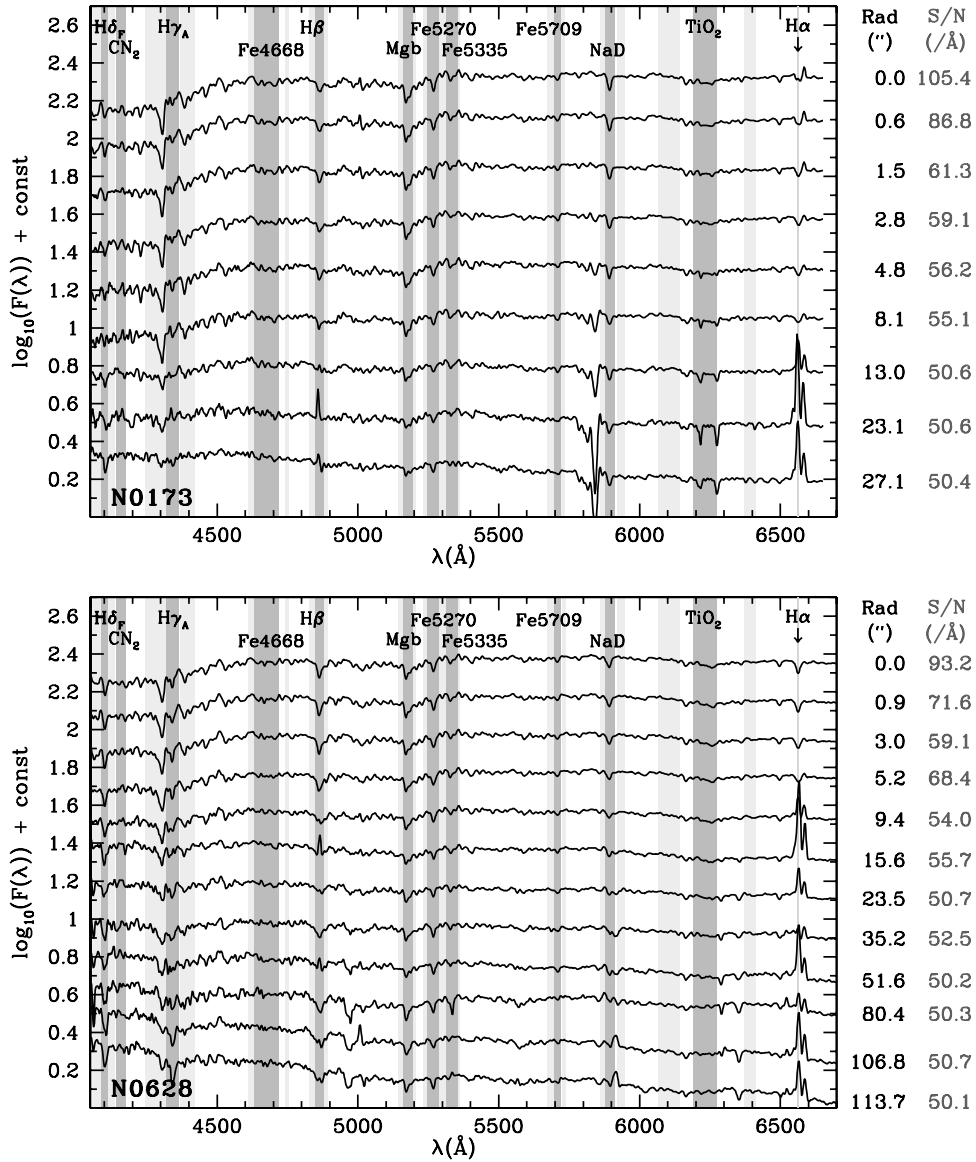 Rad S/N
(") (/Å)
Hδ_F Hγ_A Hβ Fe5270 Fe5709 TiO₂ Hα
CN₂ Fe4668 Mgb Fe5335 NaD ↓
2.6
2.4
2.2
2
1.8
1.6
1.4
1.2
1
0.8
0.6
0.4
0.2
log₁₀(F(λ)) + const
0.0 105.4
0.6 86.8
1.5 61.3
2.8 59.1
4.8 56.2
8.1 55.1
13.0 50.6
23.1 50.6
27.1 50.4
N0173
4500 5000 5500 6000 6500
λ(Å)
Rad S/N
(") (/Å)
Hδ_F Hγ_A Hβ Fe5270 Fe5709 TiO₂ Hα
CN₂ Fe4668 Mgb Fe5335 NaD ↓
2.6
2.4
2.2
2
1.8
1.6
1.4
1.2
1
0.8
0.6
0.4
0.2
log₁₀(F(λ)) + const
0.0 93.2
0.9 71.6
3.0 59.1
5.2 68.4
9.4 54.0
15.6 55.7
23.5 50.7
35.2 52.5
51.6 50.2
80.4 50.3
106.8 50.7
113.7 50.1
N0628
4500 5000 5500 6000 6500
λ(Å)